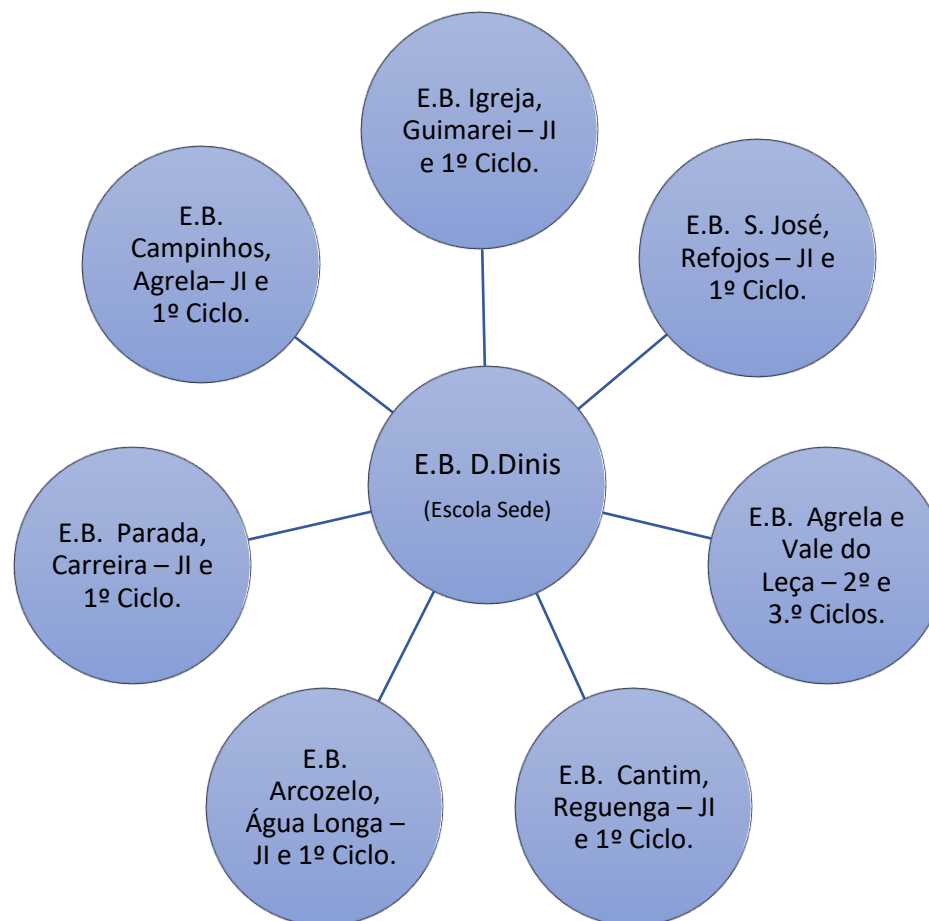 E.B. Igreja,
Guimarei – JI
e 1º Ciclo.
E.B. S. José,
Refojos – JI e
1º Ciclo.
E.B. Agrela e
Vale do
Leça – 2º e
3.º Ciclos.
E.B. Cantim,
Reguenga – JI
e 1º Ciclo.
E.B.
Arcozelo,
Água Longa –
JI e 1º Ciclo.
E.B. Parada,
Carreira – JI e
1º Ciclo.
E.B.
Campinhos,
Agrela– JI e
1º Ciclo.
E.B. D.Dinis
(Escola Sede)